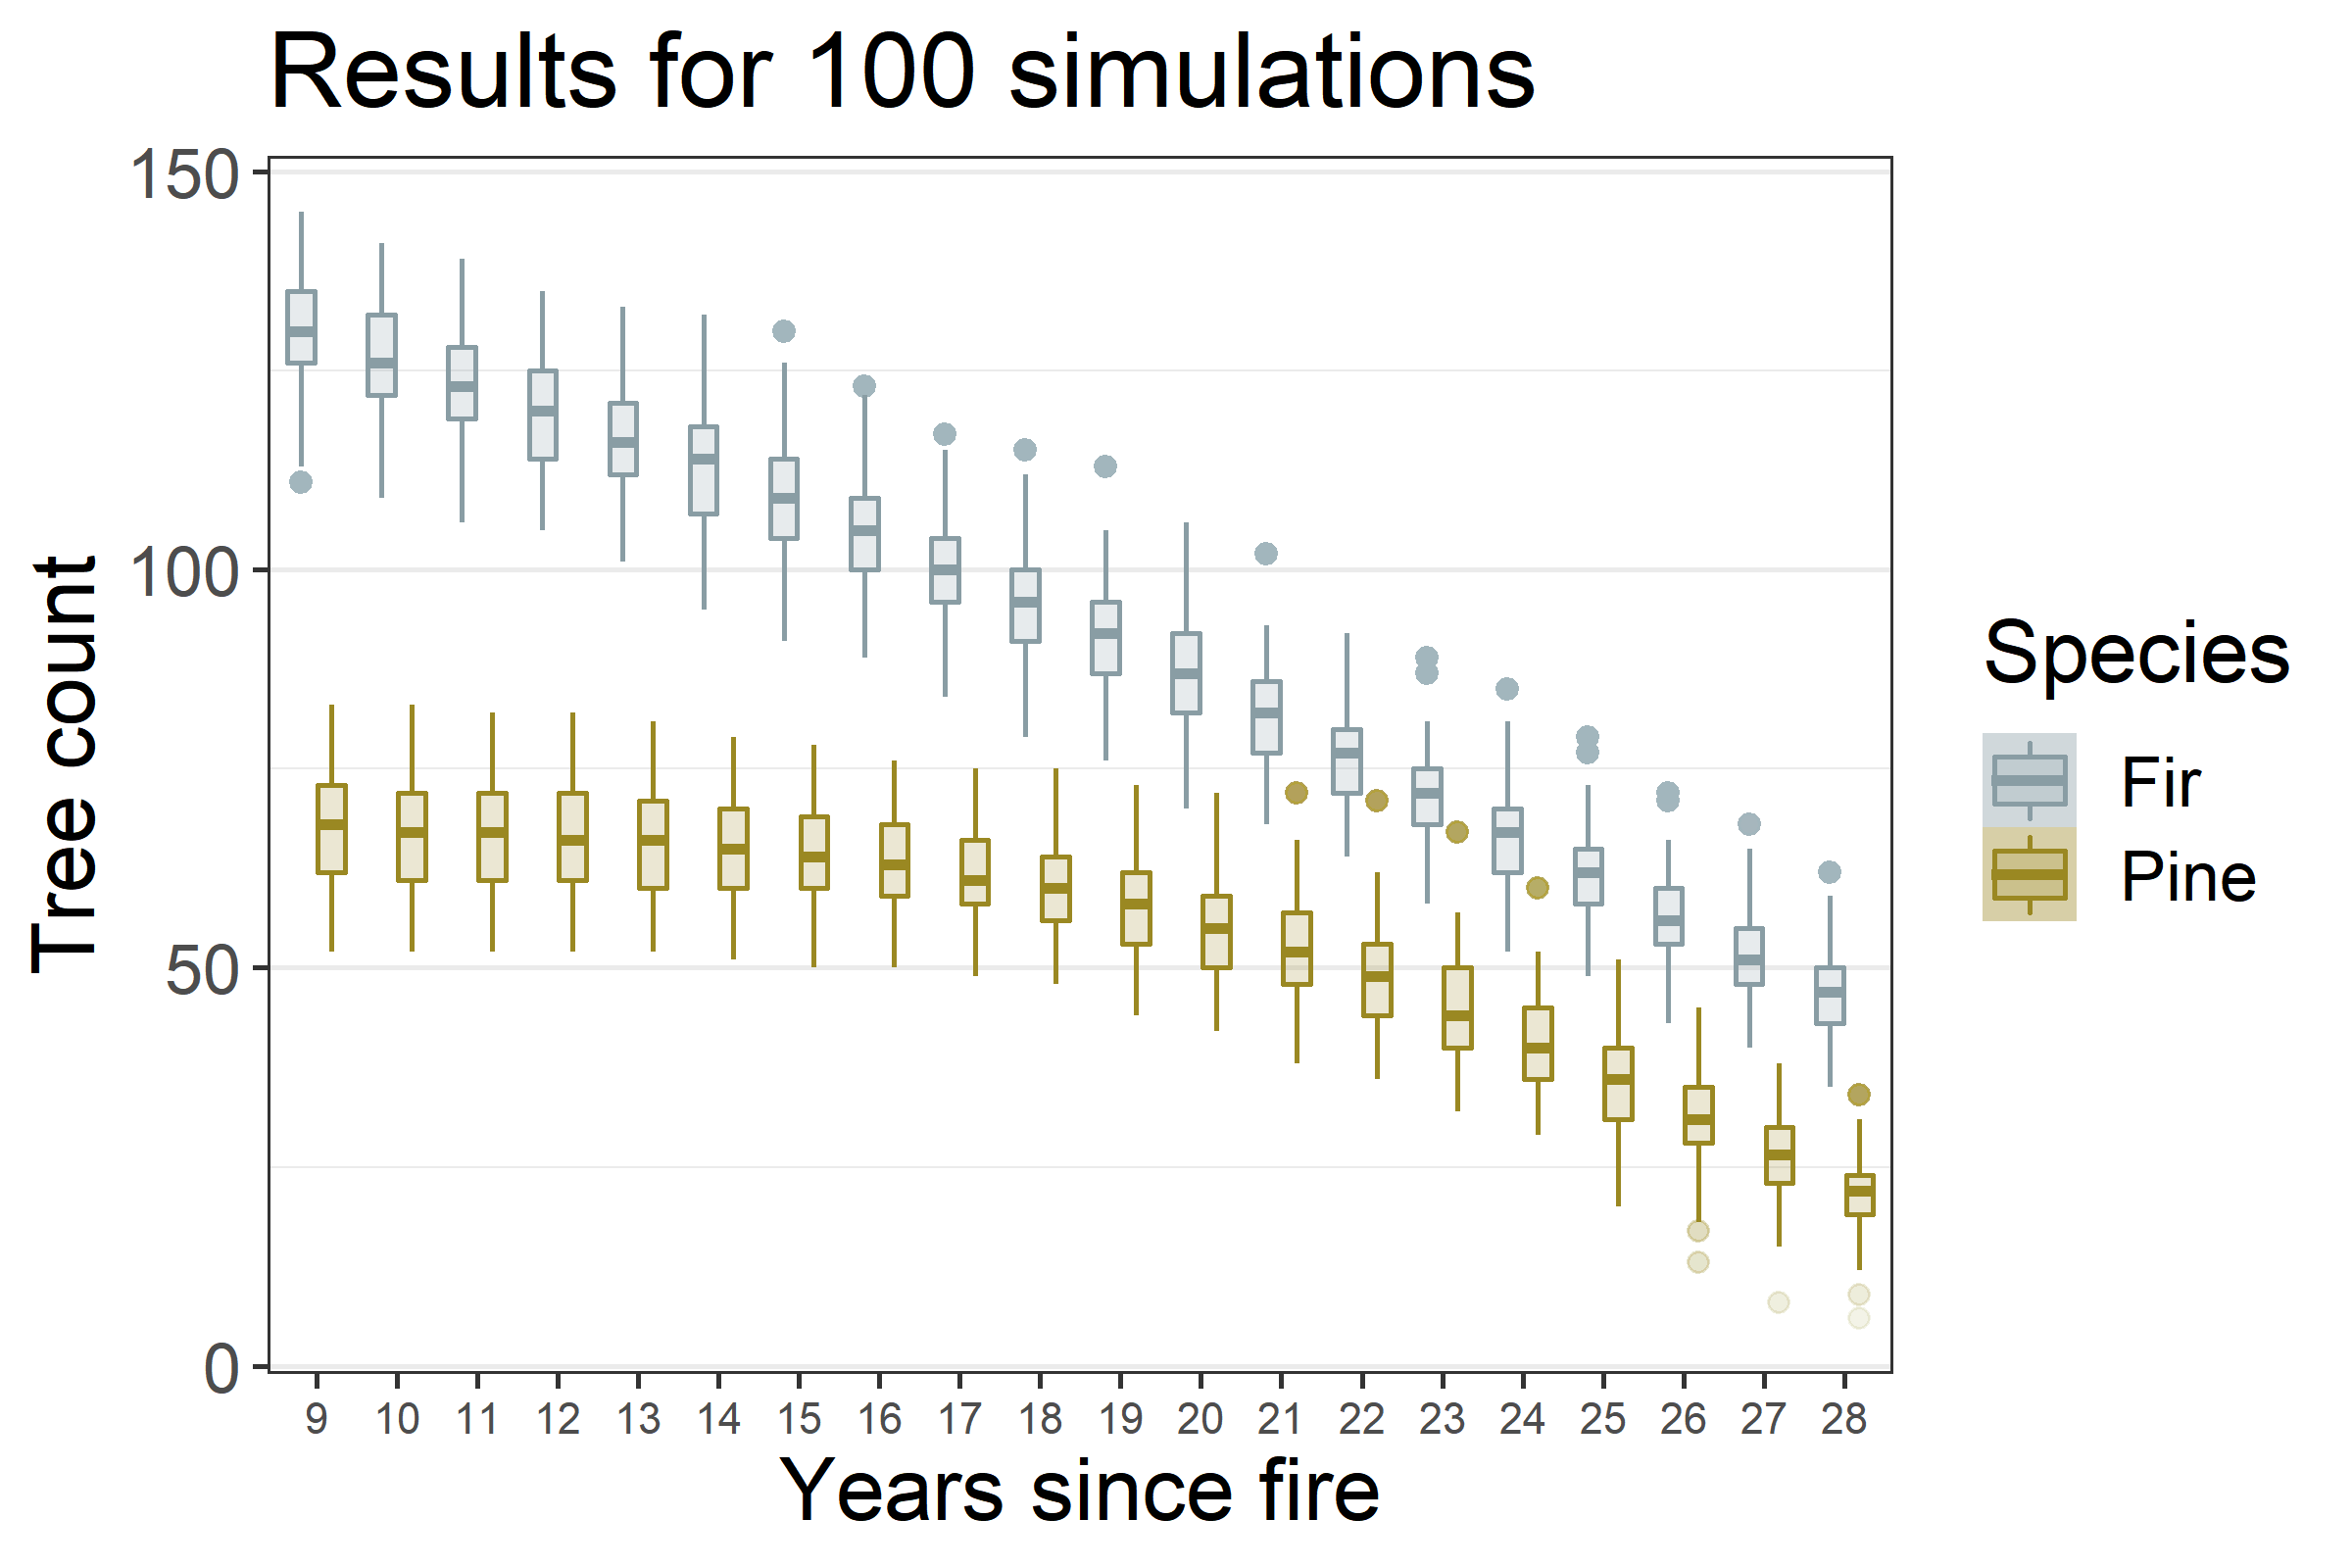 Results for 100 simulations
150
100
50
0
Tree count
9 10 11 12 13 14 15 16 17 18 19 20 21 22 23 24 25 26 27 28
Years since fire
Species
Fir
Pine